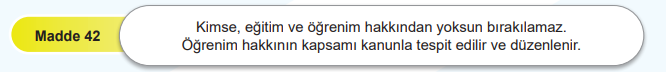 Madde 42
Kimse, eğitim ve öğrenim hakkından yoksun bırakılamaz.
Öğrenim hakkının kapsamı kanunla tespit edilir ve düzenlenir.